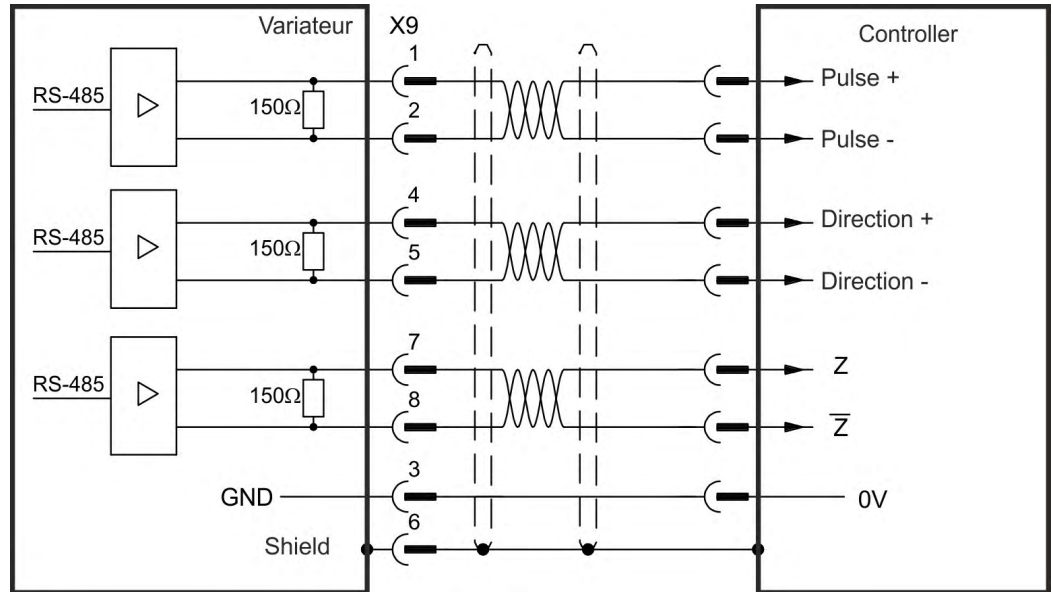 Variateur
X9
Controller
1
RS-485
150Ω
2
Pulse +
Pulse -
4
RS-485
150Ω
5
Direction +
Direction -
7
RS-485
150Ω
8
Z
Z̅
GND
3
0V
Shield
6